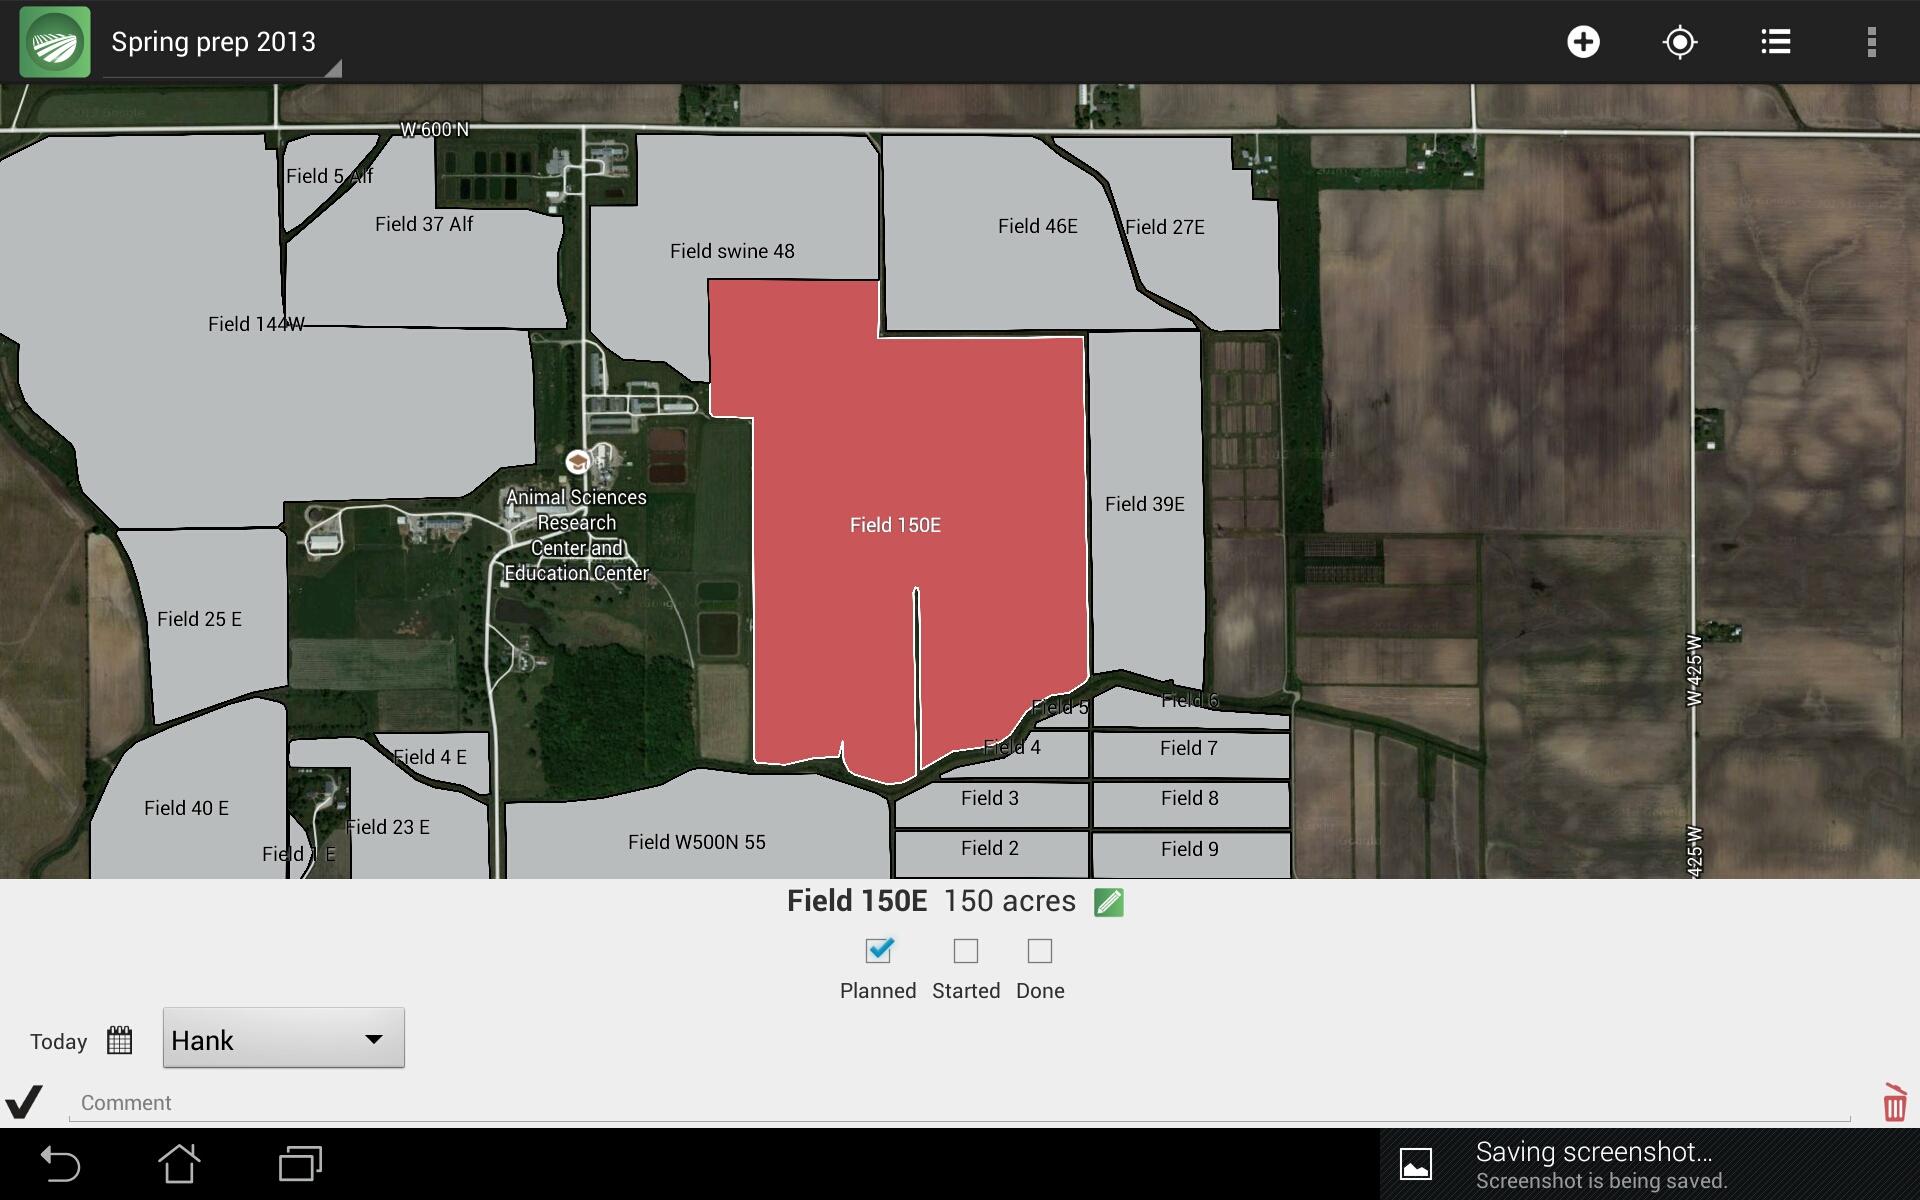 Spring prep 2013
W 600 N
Field 5 Alf
Field 37 Alf
Field swine 48
Field 46E
Field 27E
Field 144W
Animal Sciences
Research
Center and
Education Center
Field 150E
Field 39E
Field 25 E
W 425 W
Field 5
Field 6
Field 4 E
Field 4
Field 7
Field 40 E
Field 23 E
Field 3
Field 8
Field 1 E
Field W500N 55
Field 2
Field 9
425 W
Field 150E 150 acres
Planned Started Done
Today
Hank
Comment
Saving screenshot...
Screenshot is being saved.